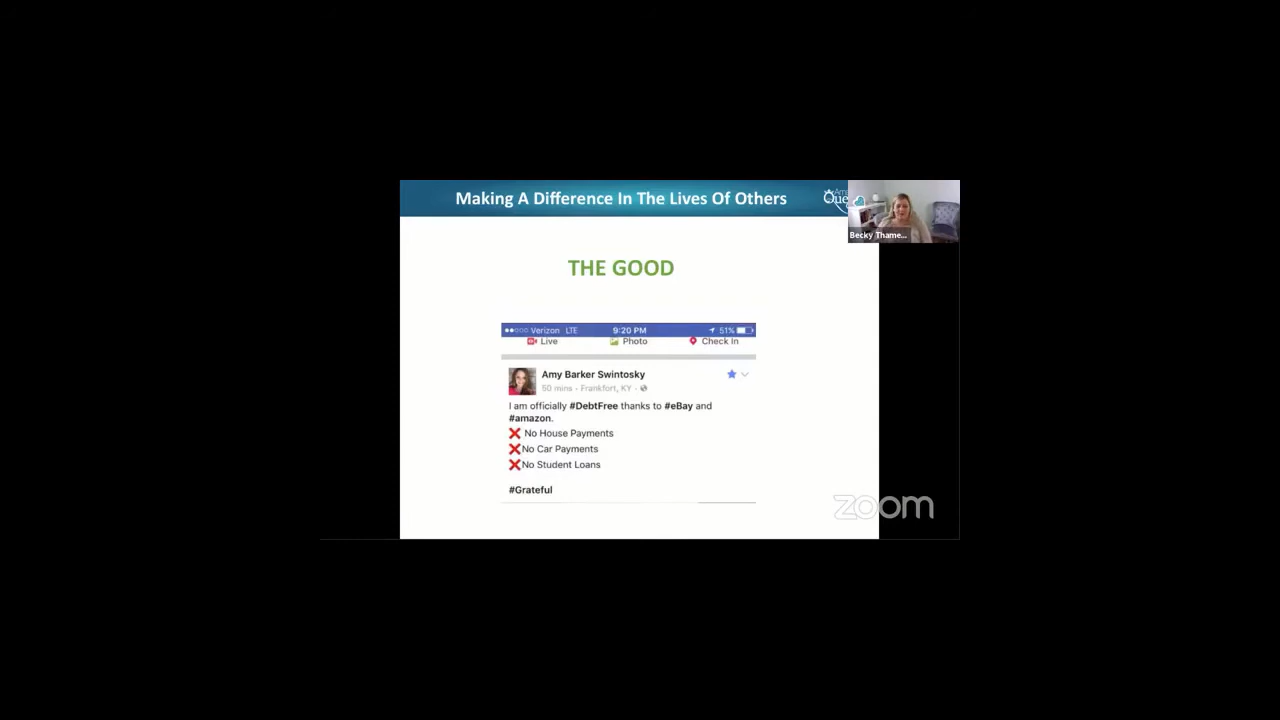 Making A Difference In The Lives Of Others
Becky Thame...
THE GOOD
Verizon LTE 9:20 PM 51%
Live Photo Check In
Amy Barker Swintosky
50 mins · Frankfort, KY ·
I am officially #DebtFree thanks to #eBay and
#amazon.
❌ No House Payments
❌No Car Payments
❌No Student Loans
#Grateful
zoom